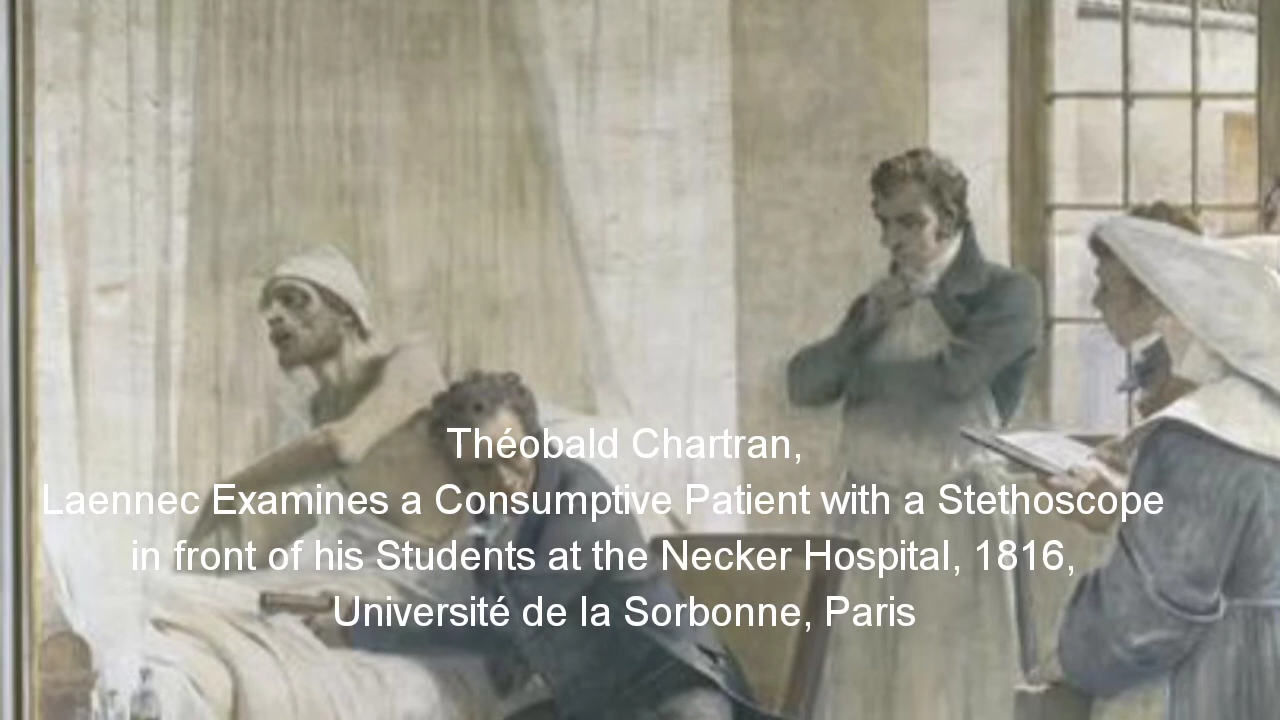 Théobald Chartran,
Laennec Examines a Consumptive Patient with a Stethoscope
in front of his Students at the Necker Hospital, 1816,
Université de la Sorbonne, Paris